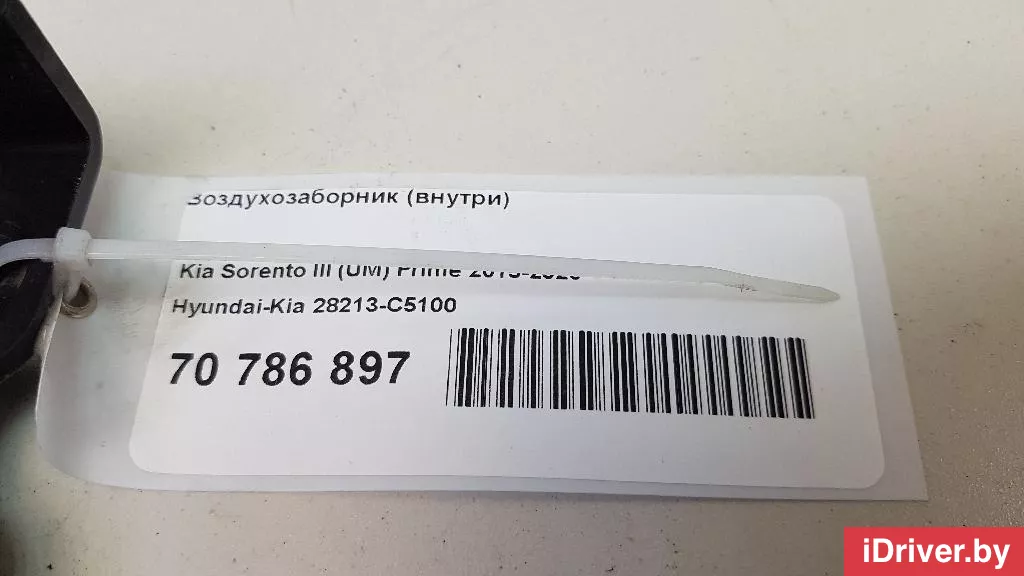 Воздухозаборник (внутри)
Kia Sorento III (UM) Prime
Hyundai-Kia 28213-C5100
70 786 897
iDriver.by